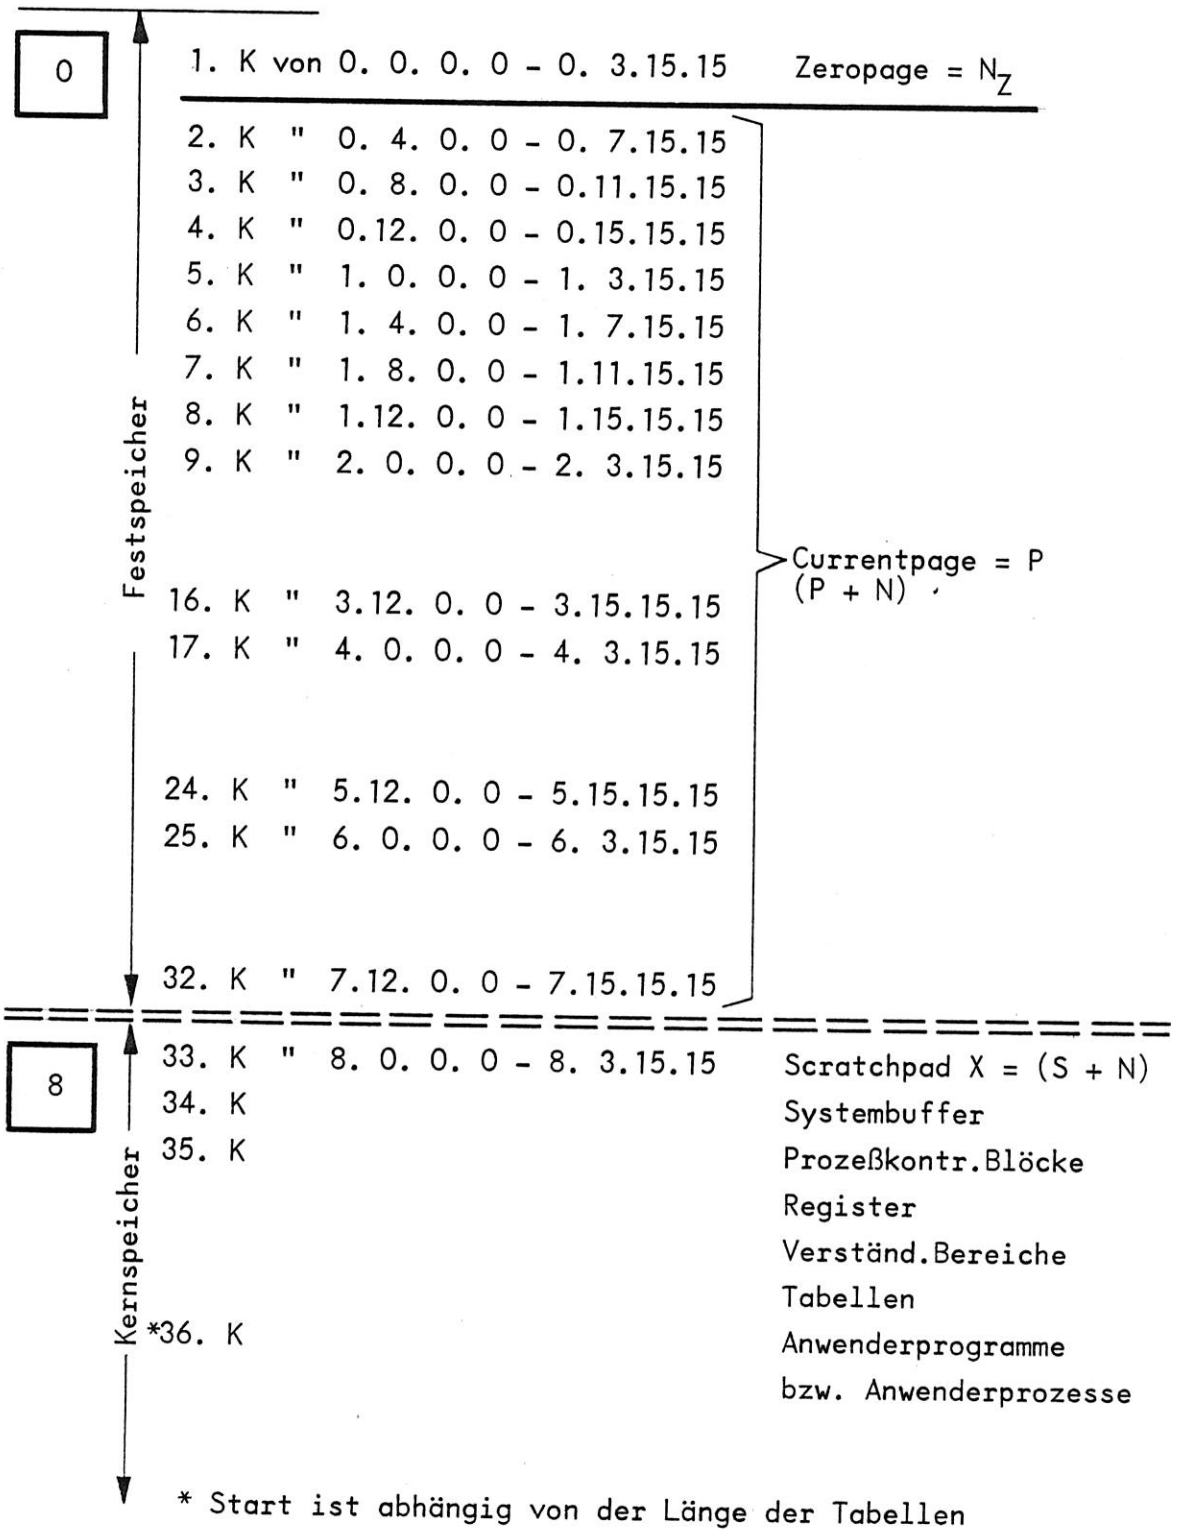 0
1. K von 0. 0. 0. 0 - 0. 3.15.15 Zeropage = NZ
2. K " 0. 4. 0. 0 - 0. 7.15.15
3. K " 0. 8. 0. 0 - 0.11.15.15
4. K " 0.12. 0. 0 - 0.15.15.15
5. K " 1. 0. 0. 0 - 1. 3.15.15
6. K " 1. 4. 0. 0 - 1. 7.15.15
7. K " 1. 8. 0. 0 - 1.11.15.15
8. K " 1.12. 0. 0 - 1.15.15.15
9. K " 2. 0. 0. 0 - 2. 3.15.15
Festspeicher
Currentpage = P
(P + N)
16. K " 3.12. 0. 0 - 3.15.15.15
17. K " 4. 0. 0. 0 - 4. 3.15.15
24. K " 5.12. 0. 0 - 5.15.15.15
25. K " 6. 0. 0. 0 - 6. 3.15.15
32. K " 7.12. 0. 0 - 7.15.15.15
8
33. K " 8. 0. 0. 0 - 8. 3.15.15 Scratchpad X = (S + N)
34. K Systembuffer
35. K Prozeßkontr.Blöcke
Register
Verständ.Bereiche
Tabellen
Kernspeicher
*36. K Anwenderprogramme
bzw. Anwenderprozesse
* Start ist abhängig von der Länge der Tabellen